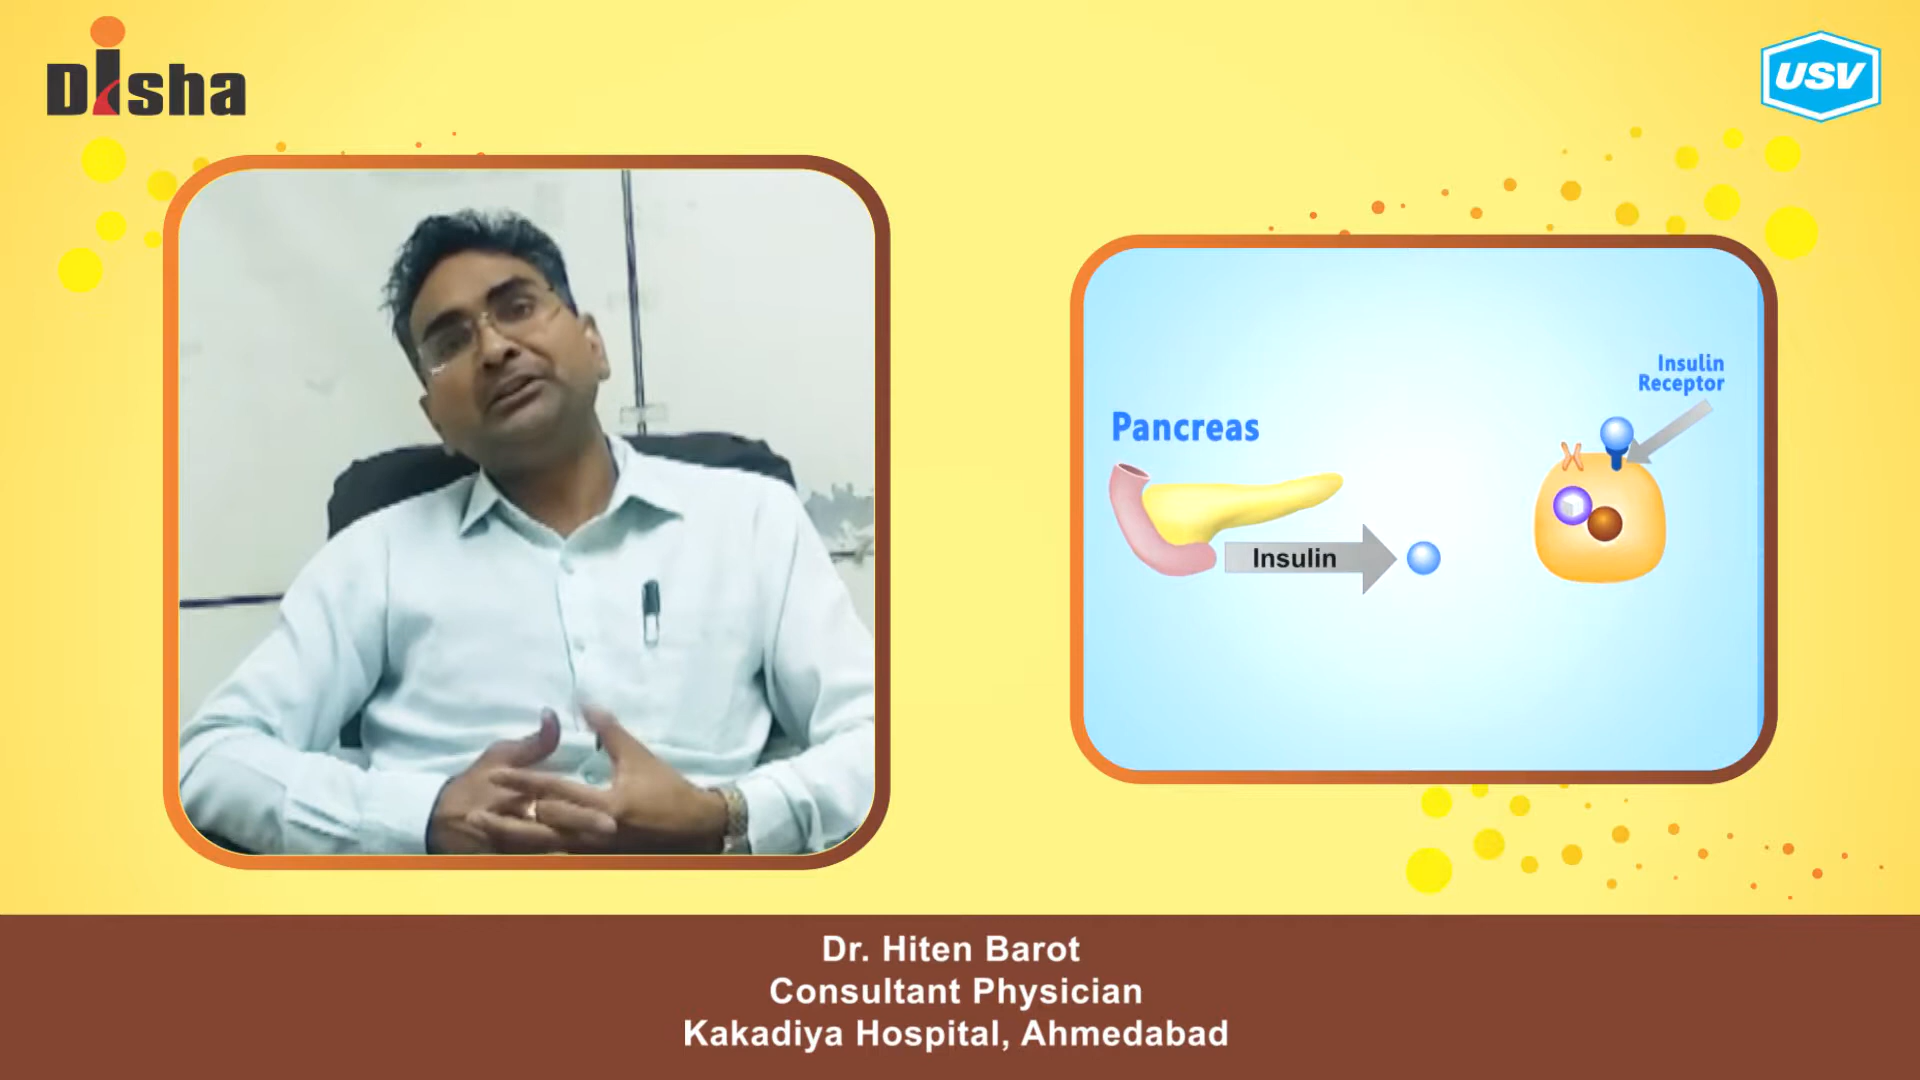 Disha
USV
Pancreas
Insulin
Insulin
Receptor
Dr. Hiten Barot
Consultant Physician
Kakadiya Hospital, Ahmedabad